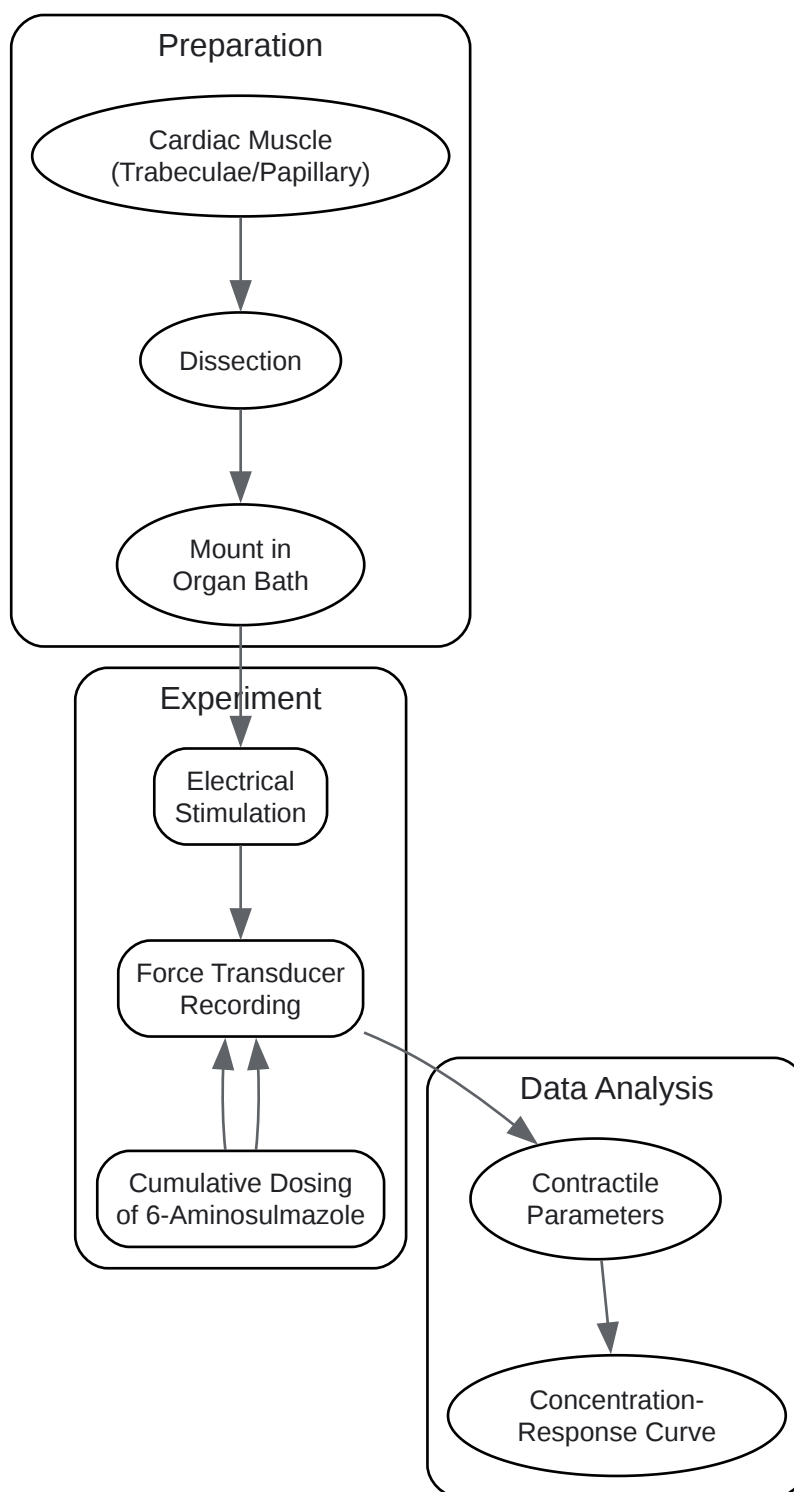 Preparation
Cardiac Muscle
(Trabeculae/Papillary)
Dissection
Mount in
Organ Bath
Experiment
Electrical
Stimulation
Force Transducer
Recording
Cumulative Dosing
of 6-Aminosulmazole
Data Analysis
Contractile
Parameters
Concentration-
Response Curve